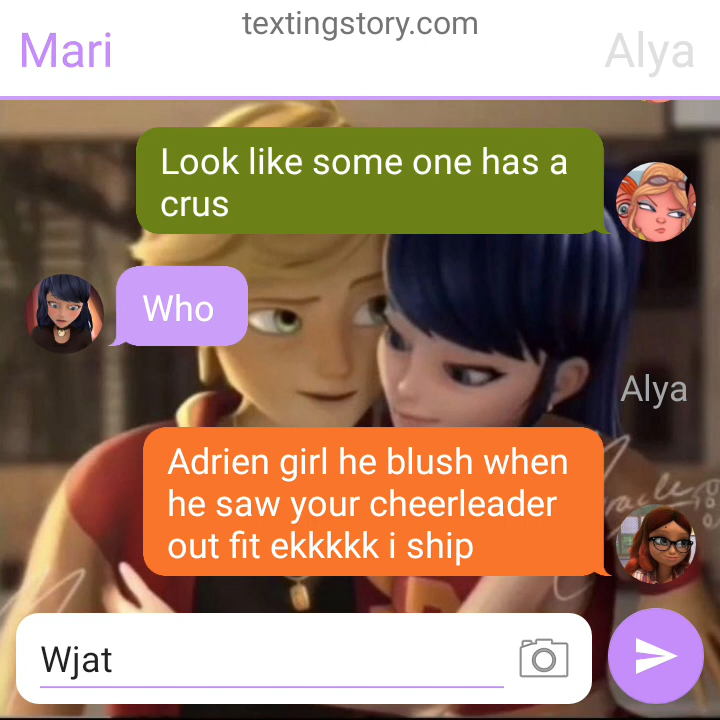 textingstory.com
Mari
Alya
Look like some one has a
crus
Who
Alya
Adrien girl he blush when
he saw your cheerleader
out fit ekkkkk i ship
Wjat